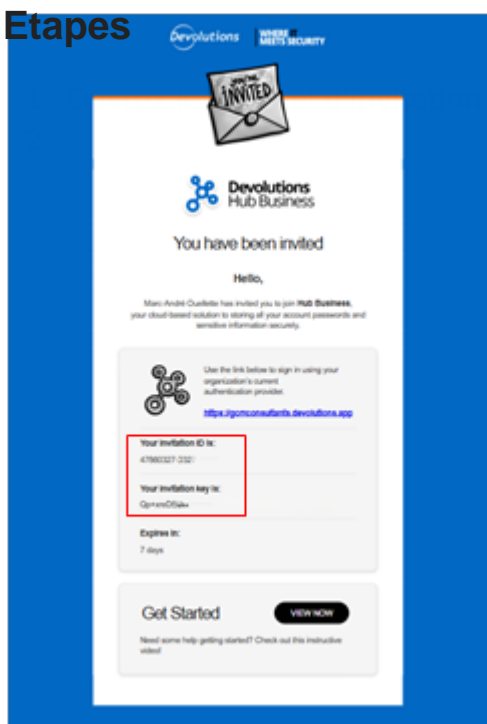 Etapes
Devolutions
WHERE IT MEETS SECURITY
YOU'RE
INVITED
Devolutions
Hub Business
You have been invited
Hello,
Marc-André Ouellette has invited you to join Hub Business,
your cloud-based solution to storing all your account passwords and
sensitive information securely.
Use the link below to sign in using your
organization's current
authentication provider.
https://gcmconsultants.devolutions.app
Your invitation ID is:
47860327-332
Your invitation key is:
Expires in:
7 days
Get Started
VIEW NOW
Need some help getting started? Check out this instructive
video!